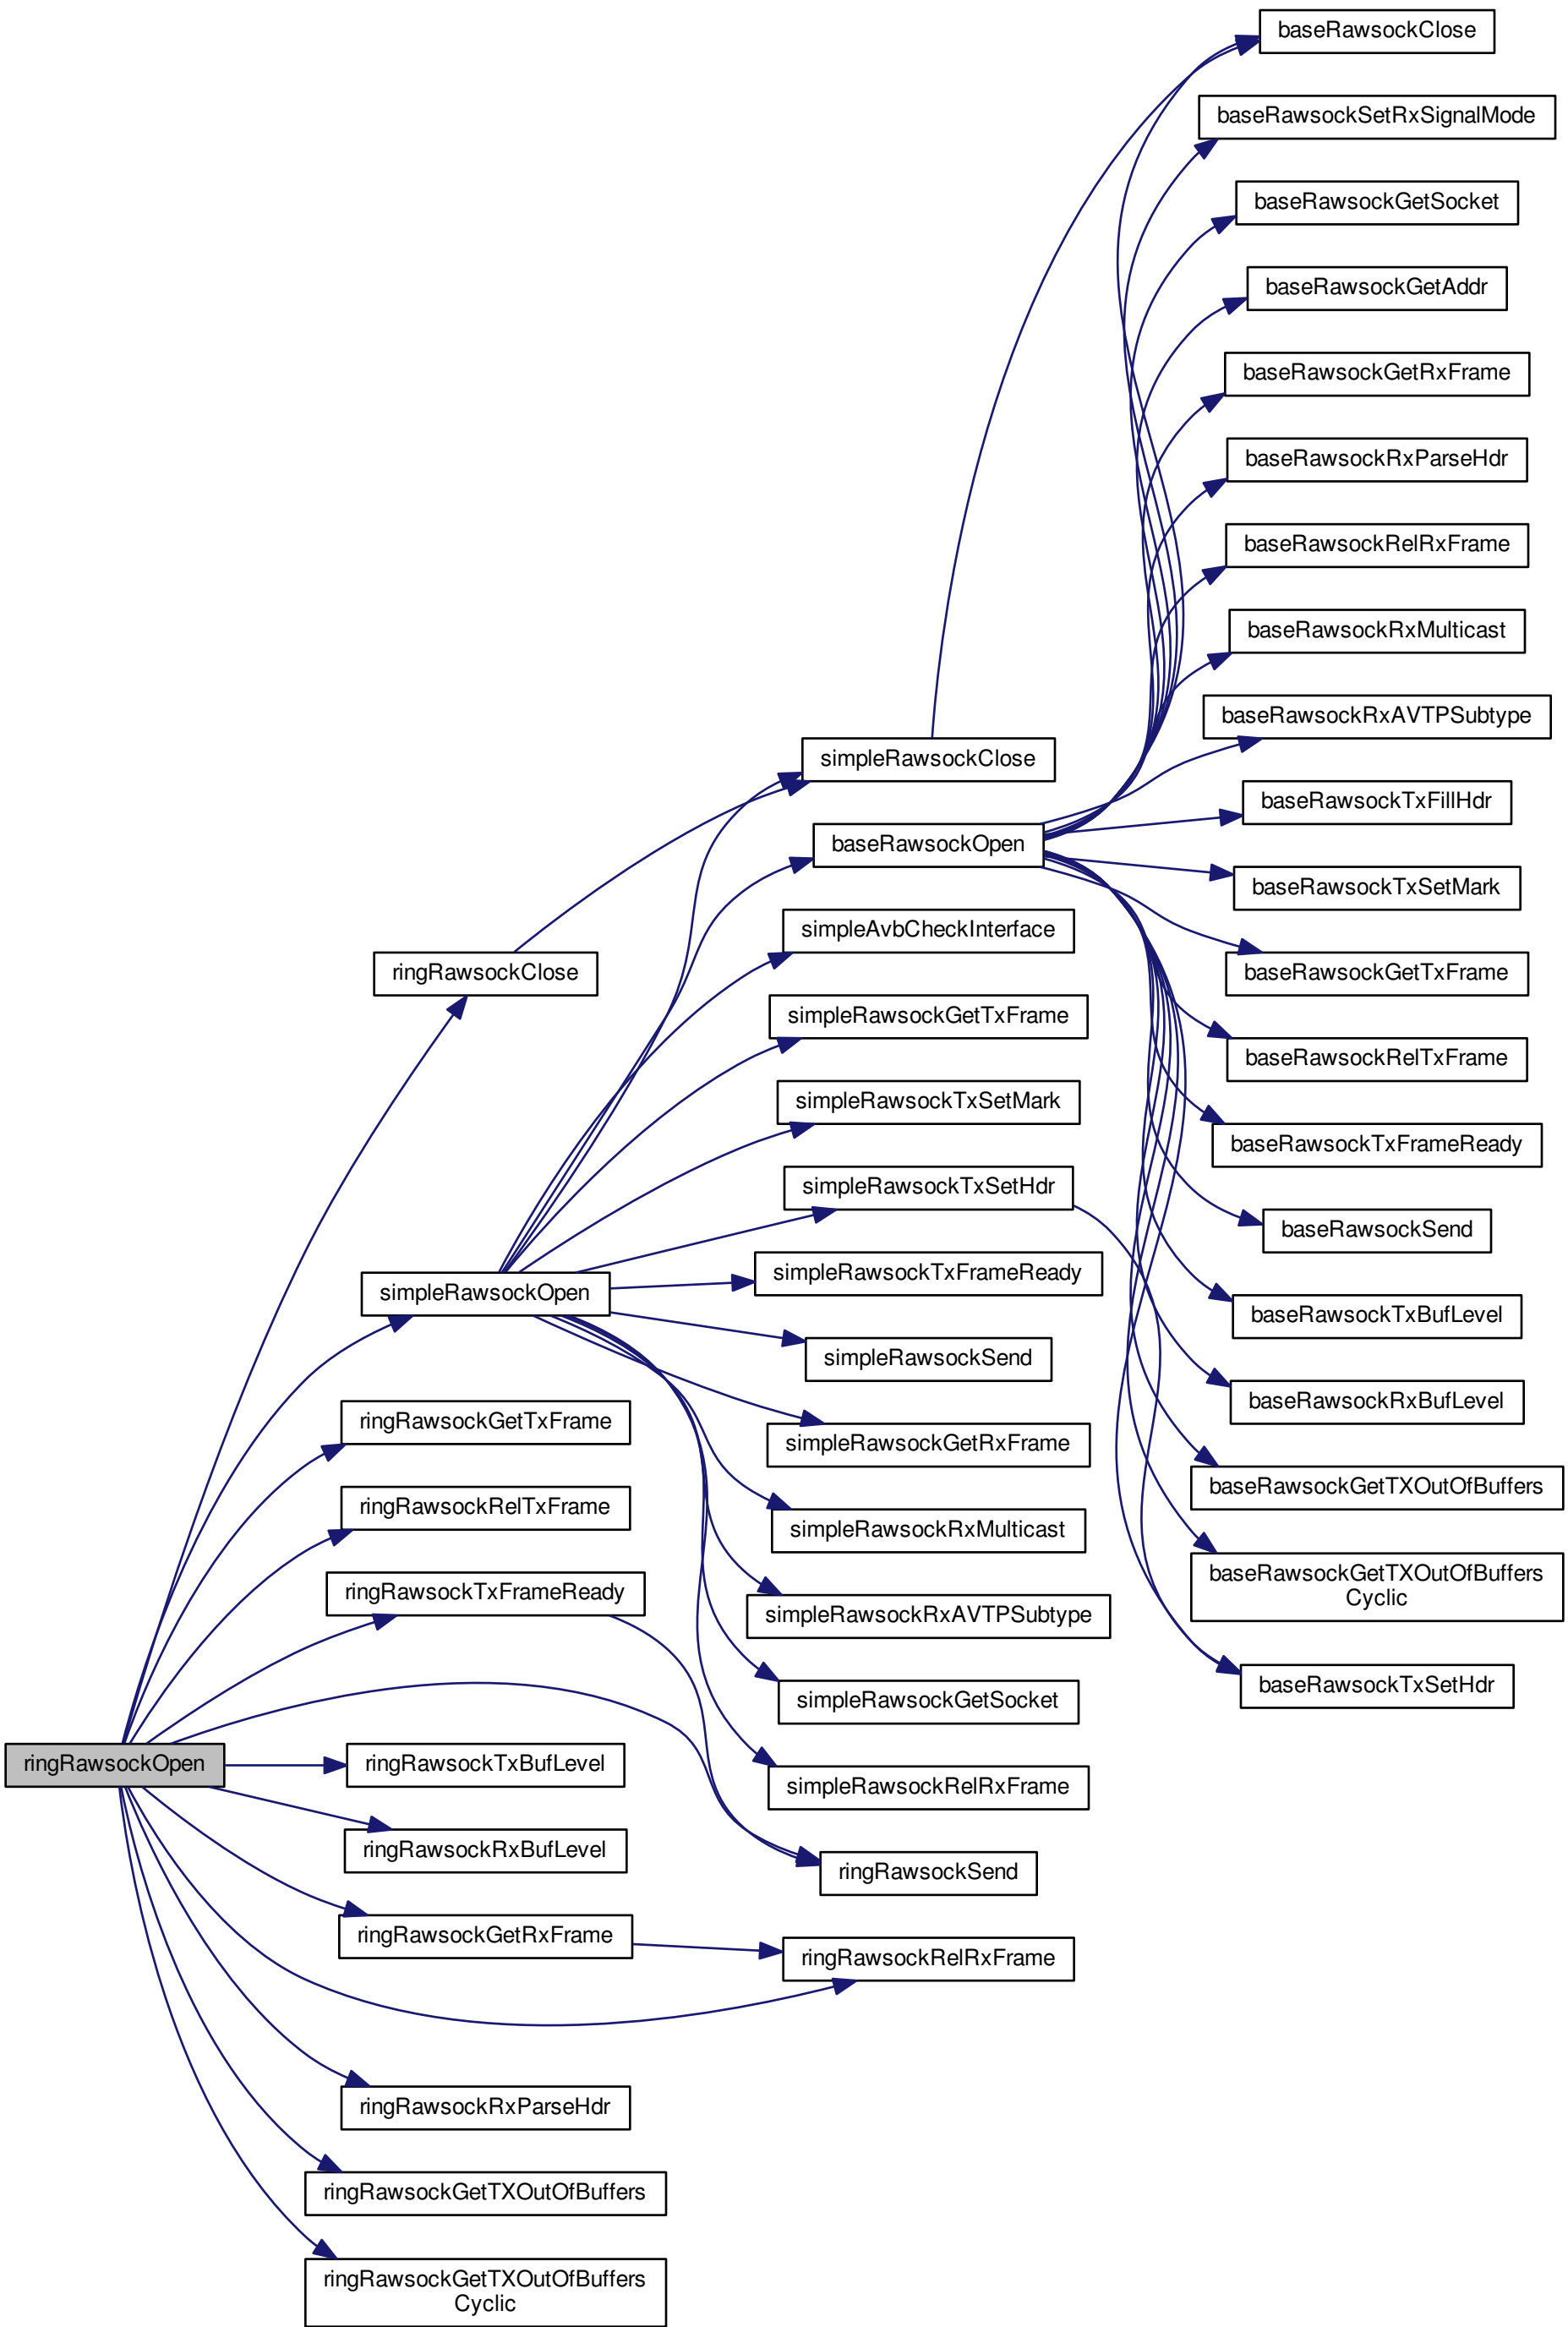 baseRawsockClose
baseRawsockSetRxSignalMode
baseRawsockGetSocket
baseRawsockGetAddr
baseRawsockGetRxFrame
baseRawsockRxParseHdr
baseRawsockRelRxFrame
baseRawsockRxMulticast
baseRawsockRxAVTPSubtype
simpleRawsockClose
baseRawsockTxFillHdr
baseRawsockOpen
baseRawsockTxSetMark
simpleAvbCheckInterface
ringRawsockClose
baseRawsockGetTxFrame
simpleRawsockGetTxFrame
baseRawsockRelTxFrame
simpleRawsockTxSetMark
baseRawsockTxFrameReady
simpleRawsockTxSetHdr
baseRawsockSend
simpleRawsockTxFrameReady
simpleRawsockOpen
baseRawsockTxBufLevel
simpleRawsockSend
baseRawsockRxBufLevel
ringRawsockGetTxFrame
simpleRawsockGetRxFrame
baseRawsockGetTXOutOfBuffers
ringRawsockRelTxFrame
simpleRawsockRxMulticast
baseRawsockGetTXOutOfBuffers
Cyclic
ringRawsockTxFrameReady
simpleRawsockRxAVTPSubtype
baseRawsockTxSetHdr
simpleRawsockGetSocket
ringRawsockOpen
ringRawsockTxBufLevel
simpleRawsockRelRxFrame
ringRawsockRxBufLevel
ringRawsockSend
ringRawsockGetRxFrame
ringRawsockRelRxFrame
ringRawsockRxParseHdr
ringRawsockGetTXOutOfBuffers
ringRawsockGetTXOutOfBuffers
Cyclic